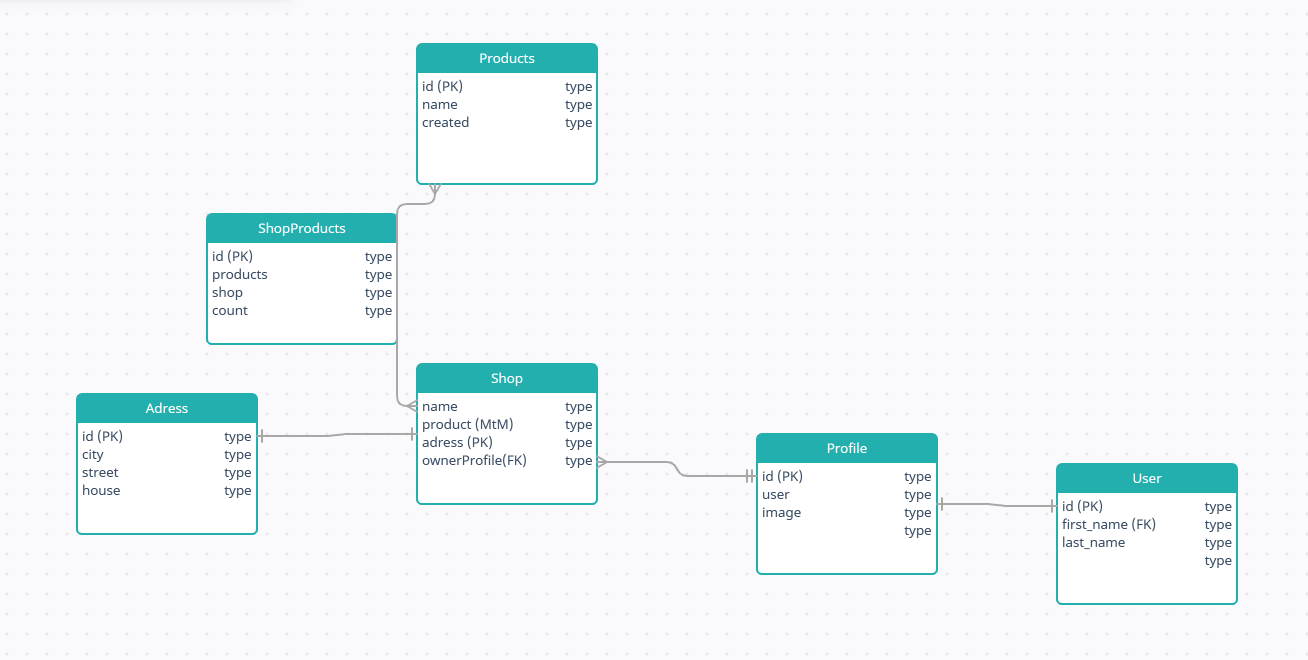 Products
id (PK) type
name type
created type
ShopProducts
id (PK) type
products type
shop type
count type
Shop
name type
product (MtM) type
adress (PK) type
ownerProfile(FK) type
Adress
id (PK) type
city type
street type
house type
Profile
id (PK) type
user type
image type
type
User
id (PK) type
first_name (FK) type
last_name type
type